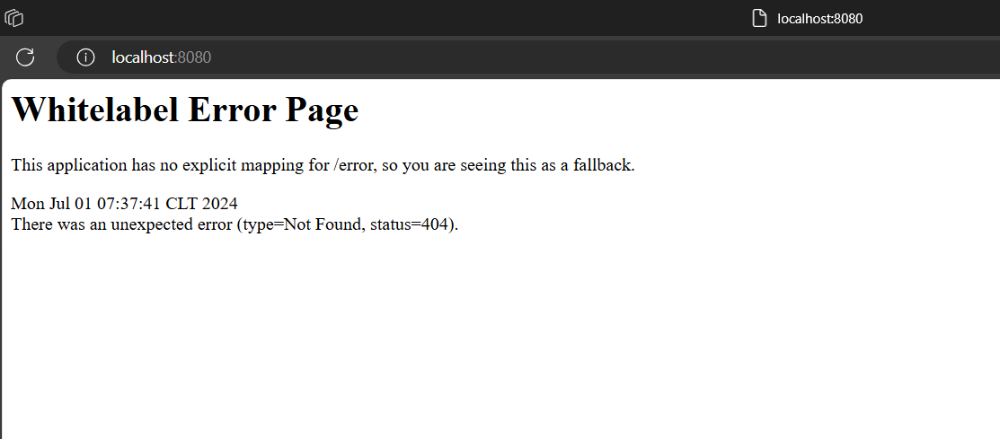 localhost:8080
localhost:8080
Whitelabel Error Page
This application has no explicit mapping for /error, so you are seeing this as a fallback.
Mon Jul 01 07:37:41 CLT 2024
There was an unexpected error (type=Not Found, status=404).